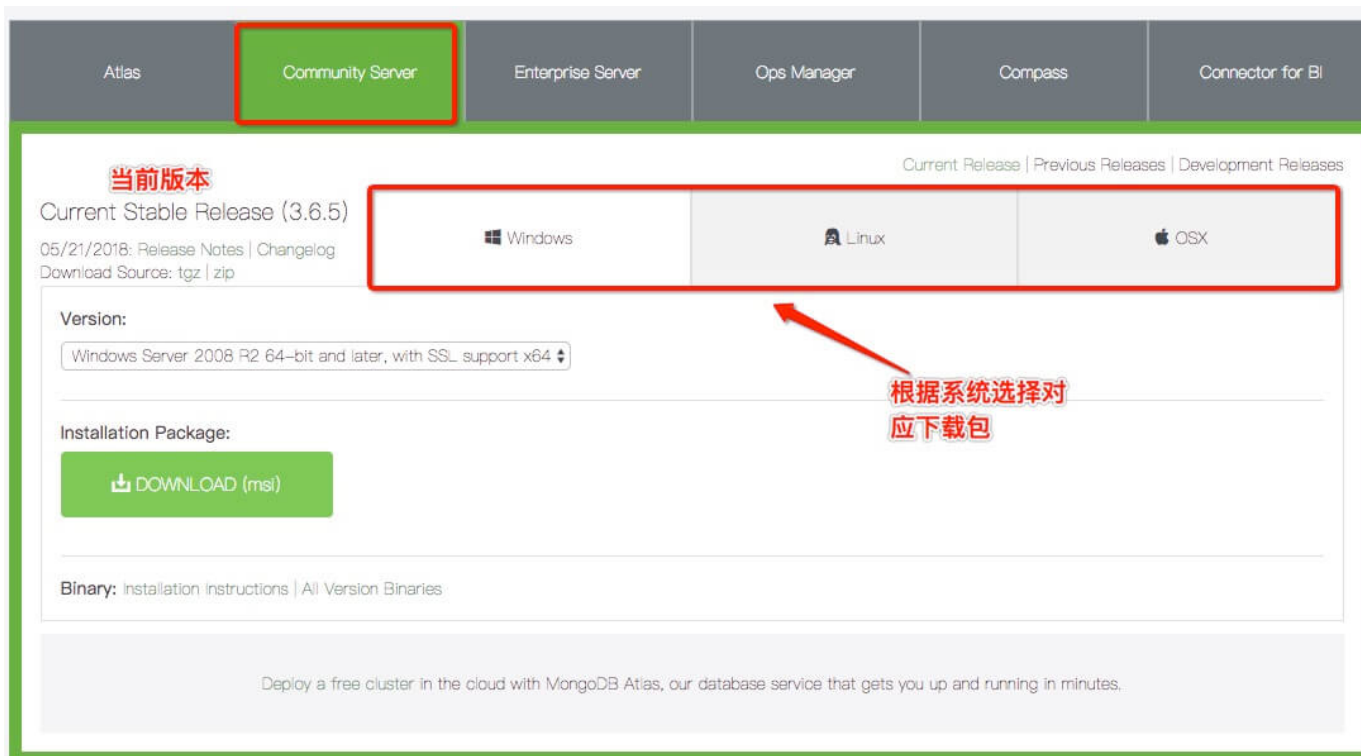 Atlas
Community Server
Enterprise Server
Ops Manager
Compass
Connector for BI
Current Release | Previous Releases | Development Releases
当前版本
Current Stable Release (3.6.5)
05/21/2018: Release Notes | Changelog
Download Source: tgz | zip
Windows
Linux
OSX
Version:
Windows Server 2008 R2 64-bit and later, with SSL support x64
根据系统选择对
应下载包
Installation Package:
DOWNLOAD (msi)
Binary: Installation Instructions | All Version Binaries
Deploy a free cluster in the cloud with MongoDB Atlas, our database service that gets you up and running in minutes.